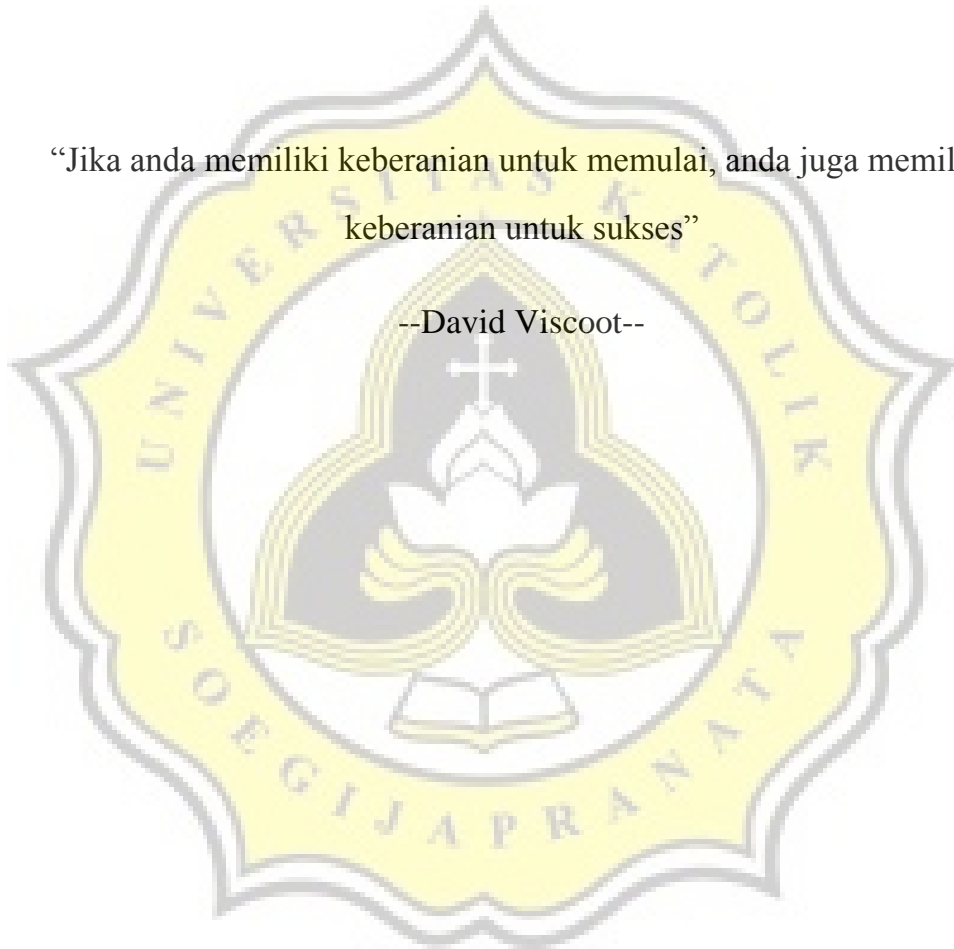 “Jika anda memiliki keberanian untuk memulai, anda juga memil
keberanian untuk sukses”
--David Viscoot--
UNIVERSITAS KATOLIK
SOEGIJAPRANATA